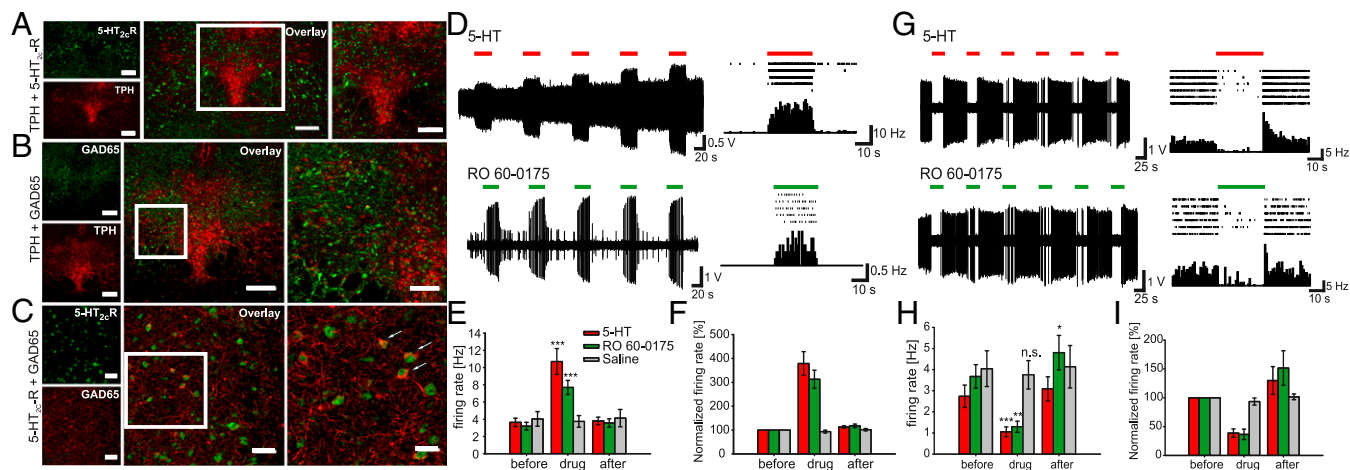 A
TPH + 5-HT2c-R
5-HT2cR
TPH
Overlay
B
TPH + GAD65
GAD65
TPH
Overlay
C
5-HT2c-R + GAD65
5-HT2cR
GAD65
Overlay
D
5-HT
0.5 V
20 s
10 Hz
10 s
RO 60-0175
1 V
20 s
0.5 Hz
10 s
E
firing rate [Hz]
14
12
10
8
6
4
2
0
***
***
5-HT
RO 60-0175
Saline
before drug after
F
Normalized firing rate [%]
500
400
300
200
100
0
before drug after
G
5-HT
1 V
25 s
5 Hz
10 s
RO 60-0175
1 V
25 s
5 Hz
10 s
H
firing rate [Hz]
6
5
4
3
2
1
0
***
**
n.s.
*
before drug after
I
Normalized firing rate [%]
200
150
100
50
0
before drug after